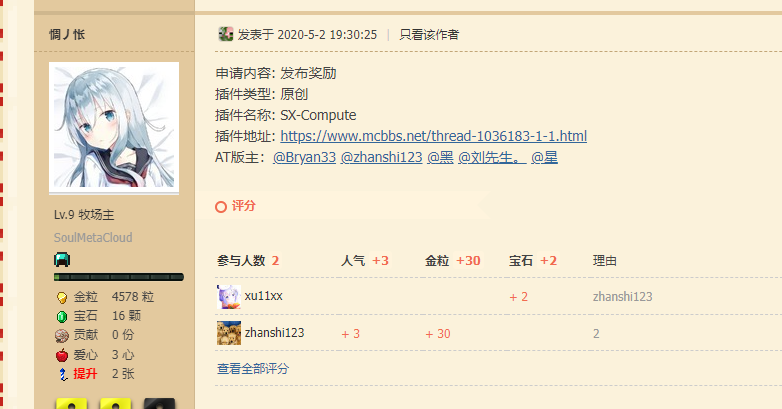 惆丿怅
发表于 2020-5-2 19:30:25 | 只看该作者
申请内容: 发布奖励
插件类型: 原创
插件名称: SX-Compute
插件地址: https://www.mcbbs.net/thread-1036183-1-1.html
AT版主： @Bryan33 @zhanshi123 @黑 @刘先生。 @星
Lv.9 牧场主
SoulMetaCloud
金粒 4578 粒
宝石 16 颗
贡献 0 份
爱心 3 心
提升 2 张
评分
参与人数 2 人气 +3 金粒 +30 宝石 +2 理由
xu11xx + 2 zhanshi123
zhanshi123 + 3 + 30 2
查看全部评分